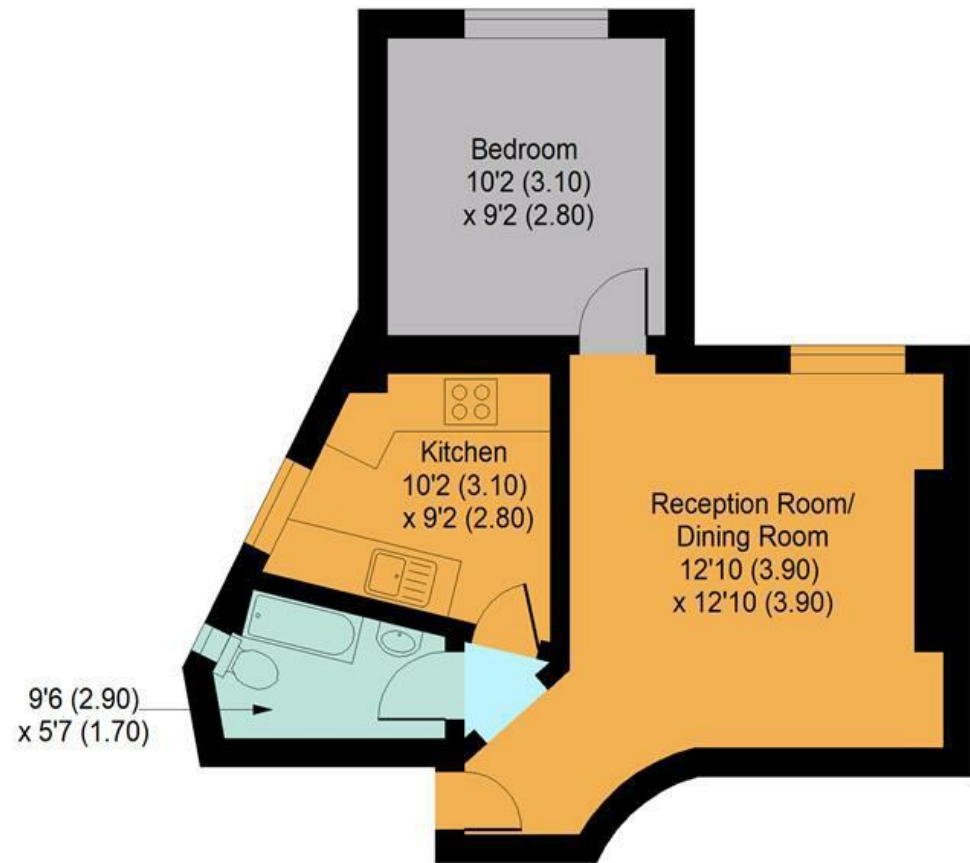 Bedroom
10'2 (3.10)
x 9'2 (2.80)
Kitchen
10'2 (3.10)
x 9'2 (2.80)
Reception Room/
Dining Room
12'10 (3.90)
x 12'10 (3.90)
9'6 (2.90)
x 5'7 (1.70)